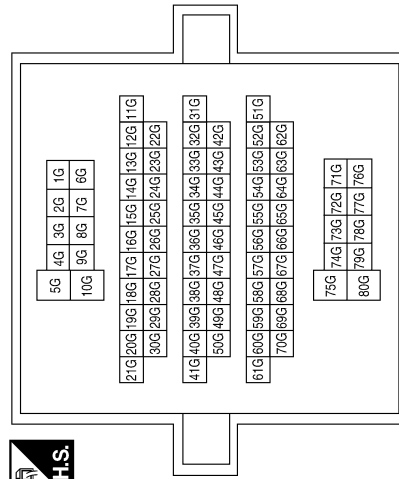 5G 4G 3G 2G 1G
10G 9G 8G 7G 6G
21G 20G 19G 18G 17G 16G 15G 14G 13G 12G 11G
30G 29G 28G 27G 26G 25G 24G 23G 22G
41G 40G 39G 38G 37G 36G 35G 34G 33G 32G 31G
50G 49G 48G 47G 46G 45G 44G 43G 42G
61G 60G 59G 58G 57G 56G 55G 54G 53G 52G 51G
70G 69G 68G 67G 66G 65G 64G 63G 62G
75G 74G 73G 72G 71G
80G 79G 78G 77G 76G
H.S.